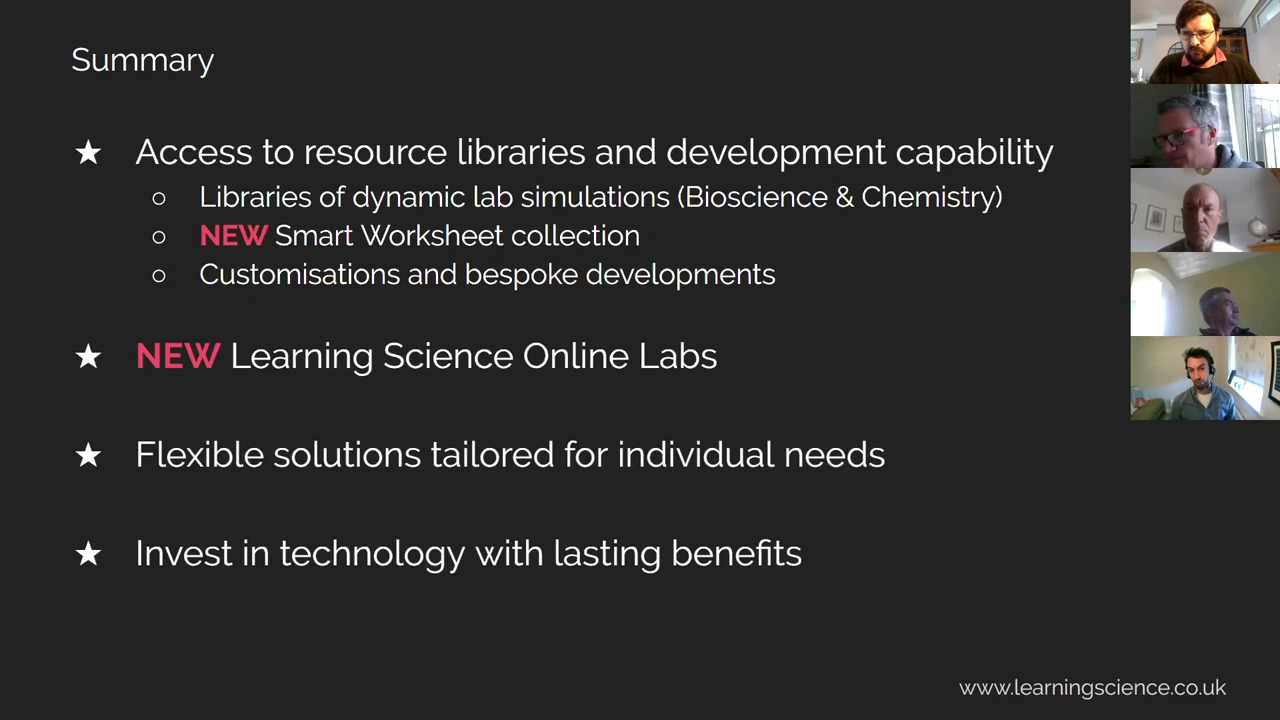 Summary
★ Access to resource libraries and development capability
○ Libraries of dynamic lab simulations (Bioscience & Chemistry)
○ NEW Smart Worksheet collection
○ Customisations and bespoke developments
★ NEW Learning Science Online Labs
★ Flexible solutions tailored for individual needs
★ Invest in technology with lasting benefits
www.learningscience.co.uk